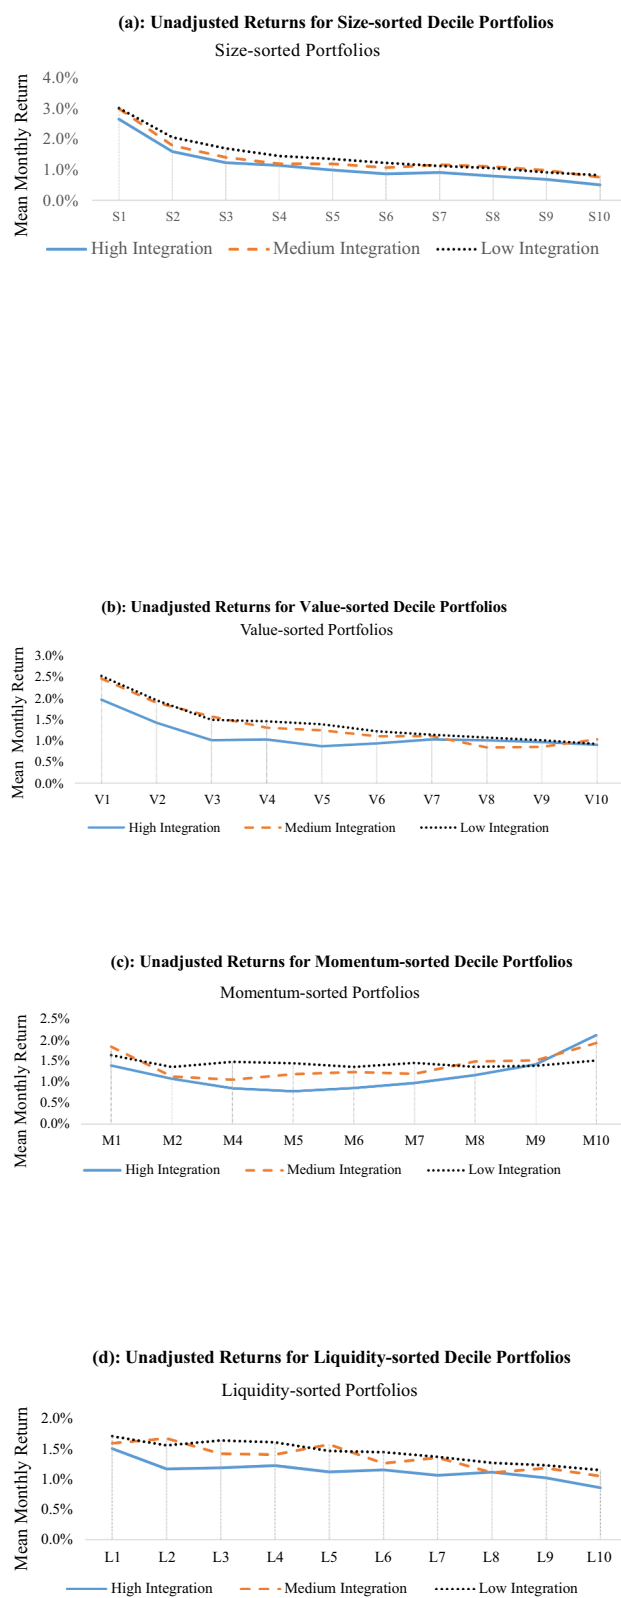 (a): Unadjusted Returns for Size-sorted Decile Portfolios
Size-sorted Portfolios
Mean Monthly Return
4.0%
3.0%
2.0%
1.0%
0.0%
S1 S2 S3 S4 S5 S6 S7 S8 S9 S10
High Integration Medium Integration Low Integration
(b): Unadjusted Returns for Value-sorted Decile Portfolios
Value-sorted Portfolios
Mean Monthly Return
3.0%
2.5%
2.0%
1.5%
1.0%
0.5%
0.0%
V1 V2 V3 V4 V5 V6 V7 V8 V9 V10
High Integration Medium Integration Low Integration
(c): Unadjusted Returns for Momentum-sorted Decile Portfolios
Momentum-sorted Portfolios
Mean Monthly Return
2.5%
2.0%
1.5%
1.0%
0.5%
0.0%
M1 M2 M4 M5 M6 M7 M8 M9 M10
High Integration Medium Integration Low Integration
(d): Unadjusted Returns for Liquidity-sorted Decile Portfolios
Liquidity-sorted Portfolios
Mean Monthly Return
2.0%
1.5%
1.0%
0.5%
0.0%
L1 L2 L3 L4 L5 L6 L7 L8 L9 L10
High Integration Medium Integration Low Integration